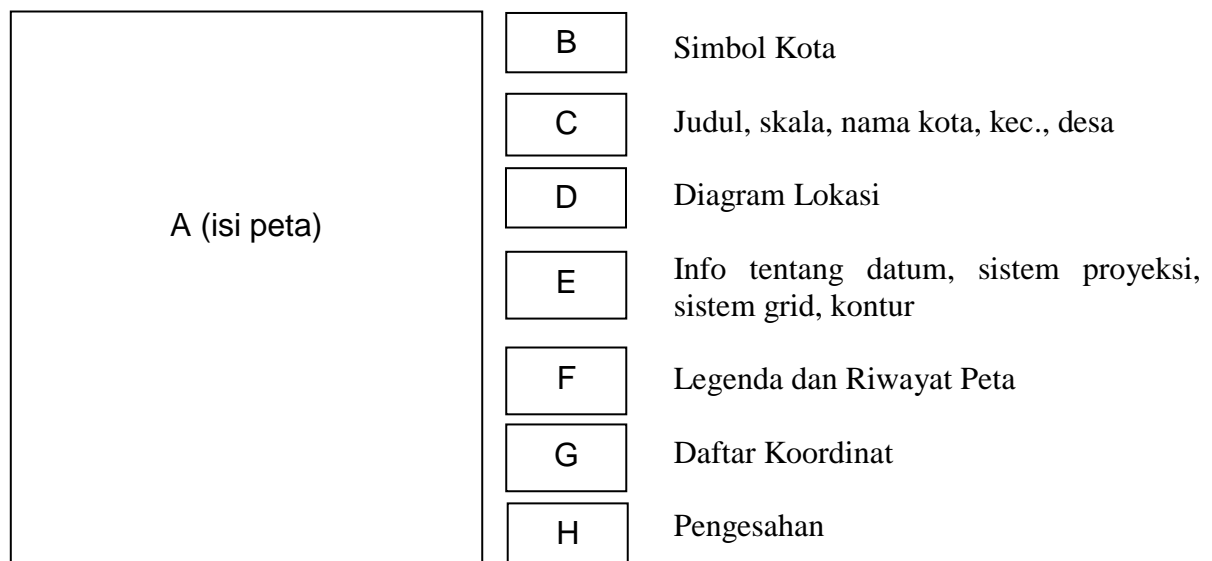 A (isi peta)
B
Simbol Kota
C
Judul, skala, nama kota, kec., desa
D
Diagram Lokasi
E
Info tentang datum, sistem proyeksi,
sistem grid, kontur
F
Legenda dan Riwayat Peta
G
Daftar Koordinat
H
Pengesahan